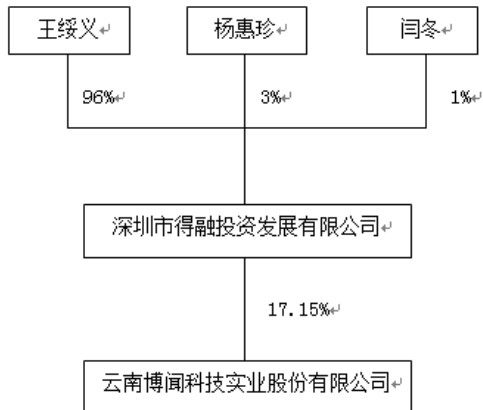 王绥义 杨惠珍 闫冬
96% 3% 1%
深圳市得融投资发展有限公司
17.15%
云南博闻科技实业股份有限公司